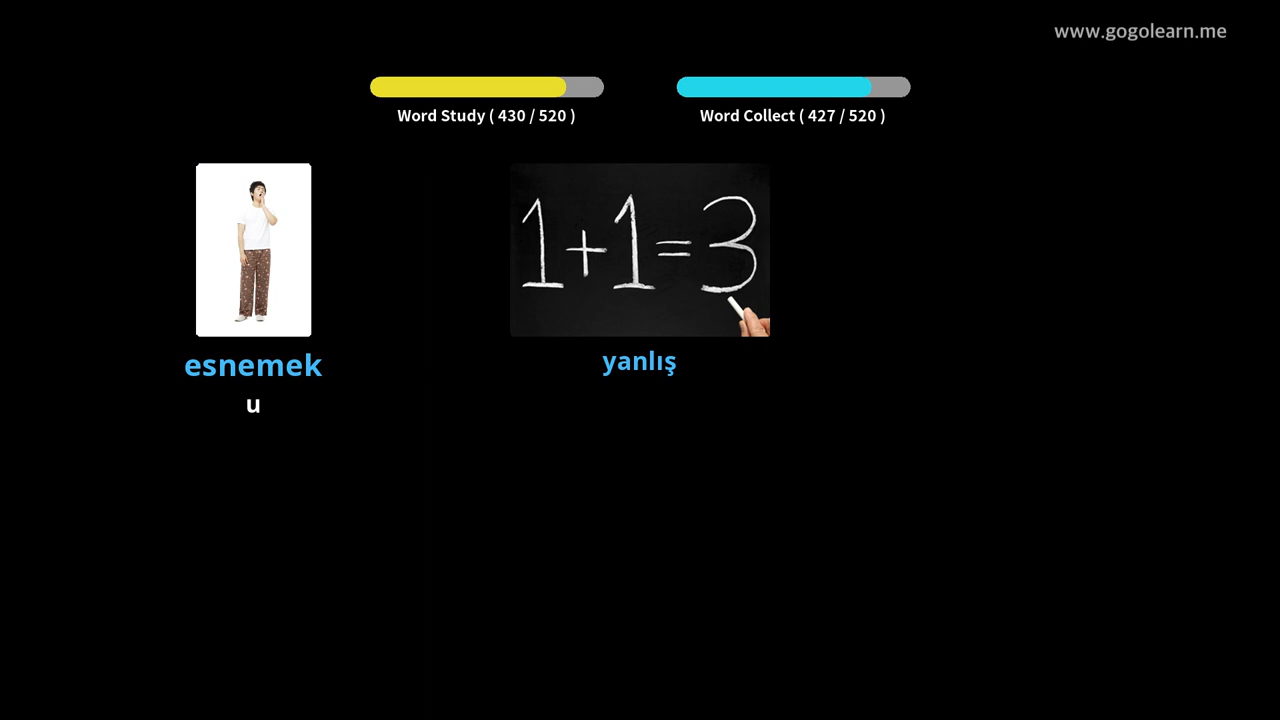 www.gogolearn.me
Word Study ( 430 / 520 )
Word Collect ( 427 / 520 )
1+1=3
esnemek
u
yanlış